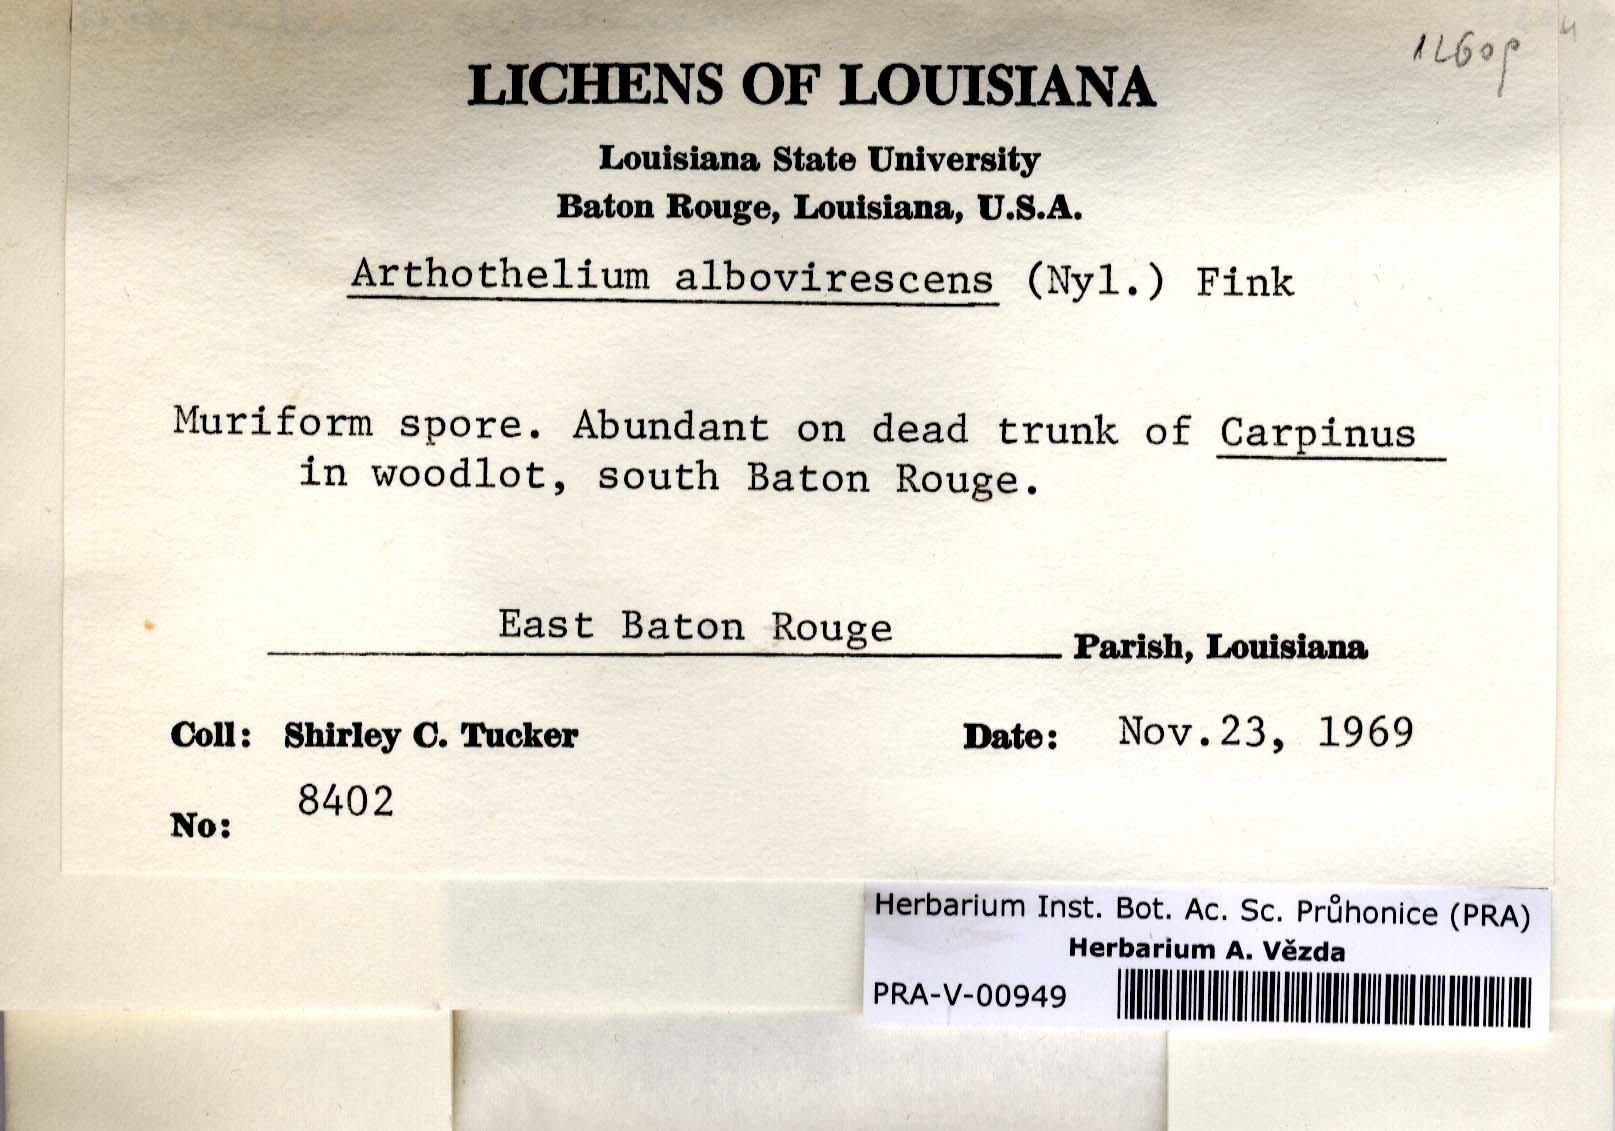 LICHENS OF LOUISIANA
Louisiana State University
Baton Rouge, Louisiana, U.S.A.
Arthothelium albovirescens (Nyl.) Fink
Muriform spore. Abundant on dead trunk of Carpinus
in woodlot, south Baton Rouge.
East Baton Rouge Parish, Louisiana
Coll: Shirley C. Tucker Date: Nov.23, 1969
No: 8402
Herbarium Inst. Bot. Ac. Sc. Průhonice (PRA)
Herbarium A. Vězda
PRA-V-00949